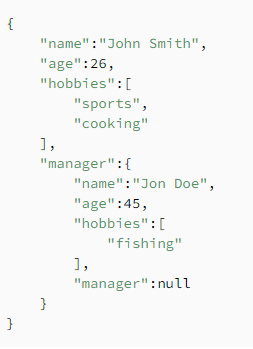 {
    "name":"John Smith",
    "age":26,
    "hobbies":[
        "sports",
        "cooking"
    ],
    "manager":{
        "name":"Jon Doe",
        "age":45,
        "hobbies":[
            "fishing"
        ],
        "manager":null
    }
}